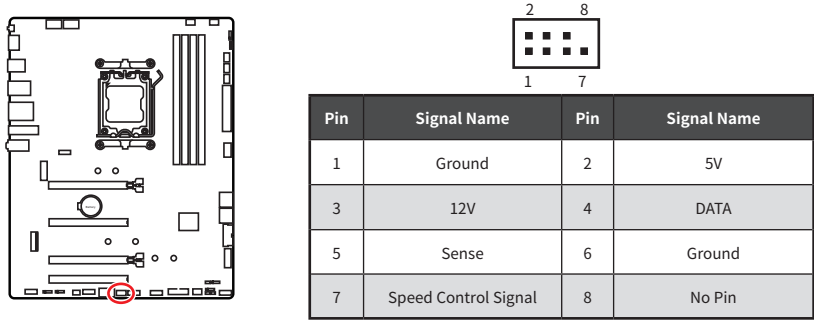 2 8
1 7
Pin Signal Name Pin Signal Name
1 Ground 2 5V
3 12V 4 DATA
5 Sense 6 Ground
7 Speed Control Signal 8 No Pin